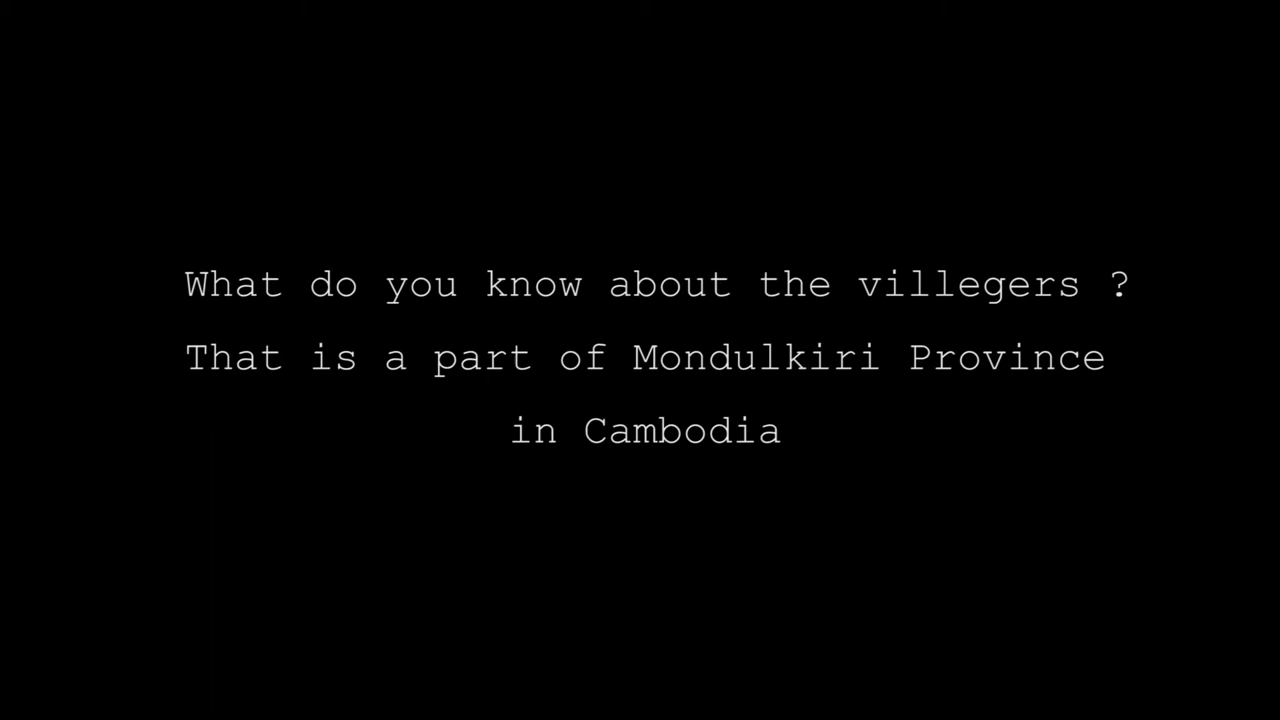 What do you know about the villegers ?
That is a part of Mondulkiri Province
in Cambodia